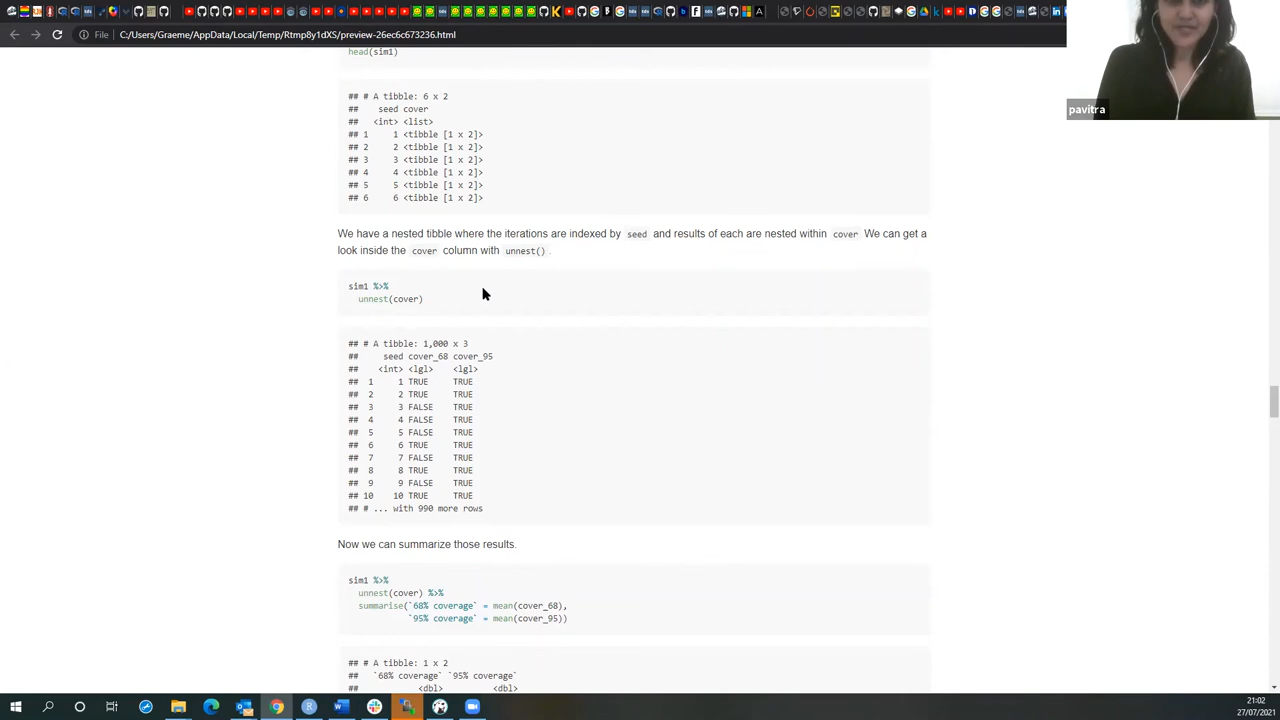 File C:/Users/Graeme/AppData/Local/Temp/Rtmp8y1dXS/preview-26ec6c673236.html
pavitra
head(sim1)
## # A tibble: 6 x 2
## seed cover
## <int> <list>
## 1 1 <tibble [1 x 2]>
## 2 2 <tibble [1 x 2]>
## 3 3 <tibble [1 x 2]>
## 4 4 <tibble [1 x 2]>
## 5 5 <tibble [1 x 2]>
## 6 6 <tibble [1 x 2]>
We have a nested tibble where the iterations are indexed by seed and results of each are nested within cover We can get a
look inside the cover column with unnest() .
sim1 %>%
unnest(cover)
## # A tibble: 1,000 x 3
## seed cover_68 cover_95
## <int> <lgl> <lgl>
## 1 1 TRUE TRUE
## 2 2 TRUE TRUE
## 3 3 FALSE TRUE
## 4 4 FALSE TRUE
## 5 5 FALSE TRUE
## 6 6 TRUE TRUE
## 7 7 FALSE TRUE
## 8 8 TRUE TRUE
## 9 9 FALSE TRUE
## 10 10 TRUE TRUE
## # ... with 990 more rows
Now we can summarize those results.
sim1 %>%
unnest(cover) %>%
summarise(`68% coverage` = mean(cover_68),
`95% coverage` = mean(cover_95))
## # A tibble: 1 x 2
## `68% coverage` `95% coverage`
## <dbl> <dbl>
21:02
27/07/2021